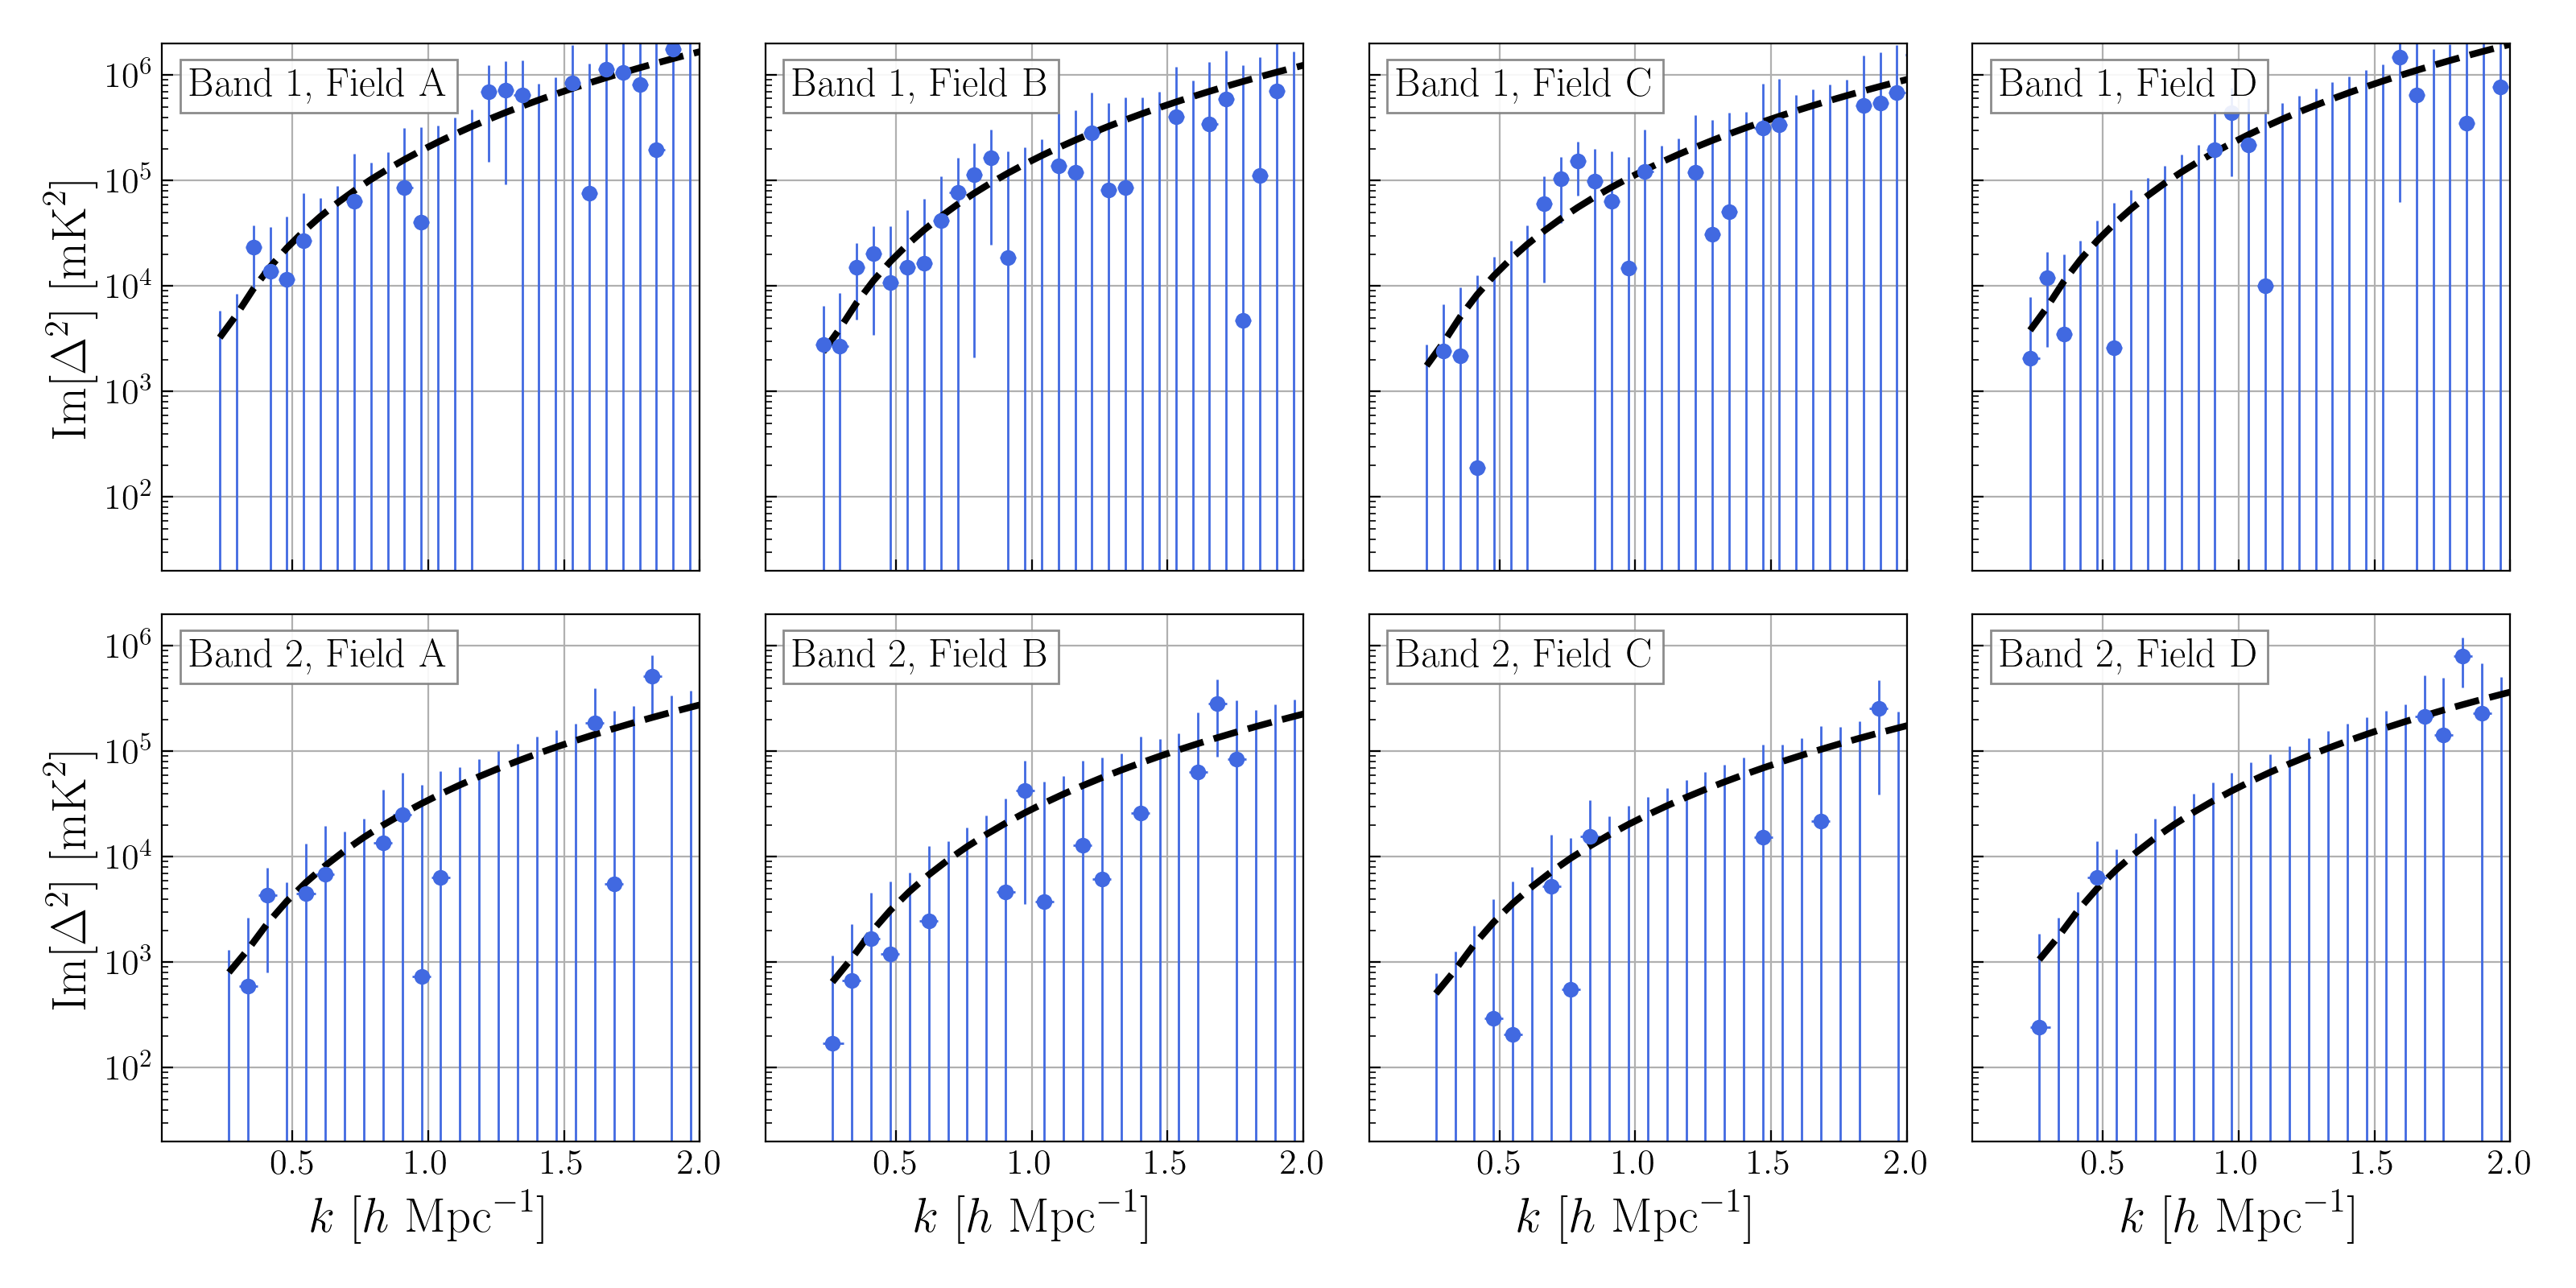 Im[Δ²] [mK²]
10⁶
10⁵
10⁴
10³
10²
Band 1, Field A
Band 1, Field B
Band 1, Field C
Band 1, Field D
Im[Δ²] [mK²]
10⁶
10⁵
10⁴
10³
10²
Band 2, Field A
Band 2, Field B
Band 2, Field C
Band 2, Field D
0.5 1.0 1.5 2.0
0.5 1.0 1.5 2.0
0.5 1.0 1.5 2.0
0.5 1.0 1.5 2.0
k [h Mpc⁻¹]
k [h Mpc⁻¹]
k [h Mpc⁻¹]
k [h Mpc⁻¹]